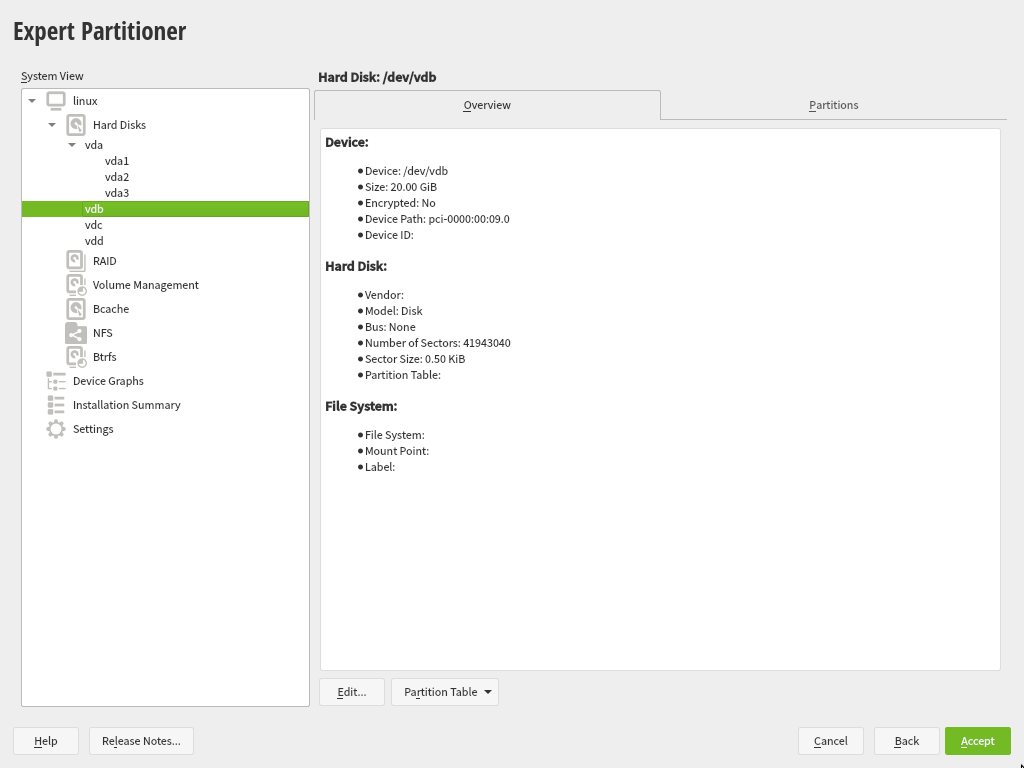 Expert Partitioner
System View
linux
Hard Disks
vda
vda1
vda2
vda3
vdb
vdc
vdd
RAID
Volume Management
Bcache
NFS
Btrfs
Device Graphs
Installation Summary
Settings
Hard Disk: /dev/vdb
Overview
Partitions
Device:
Device: /dev/vdb
Size: 20.00 GiB
Encrypted: No
Device Path: pci-0000:00:09.0
Device ID:
Hard Disk:
Vendor:
Model: Disk
Bus: None
Number of Sectors: 41943040
Sector Size: 0.50 KiB
Partition Table:
File System:
File System:
Mount Point:
Label:
Edit...
Partition Table
Help
Release Notes...
Cancel
Back
Accept